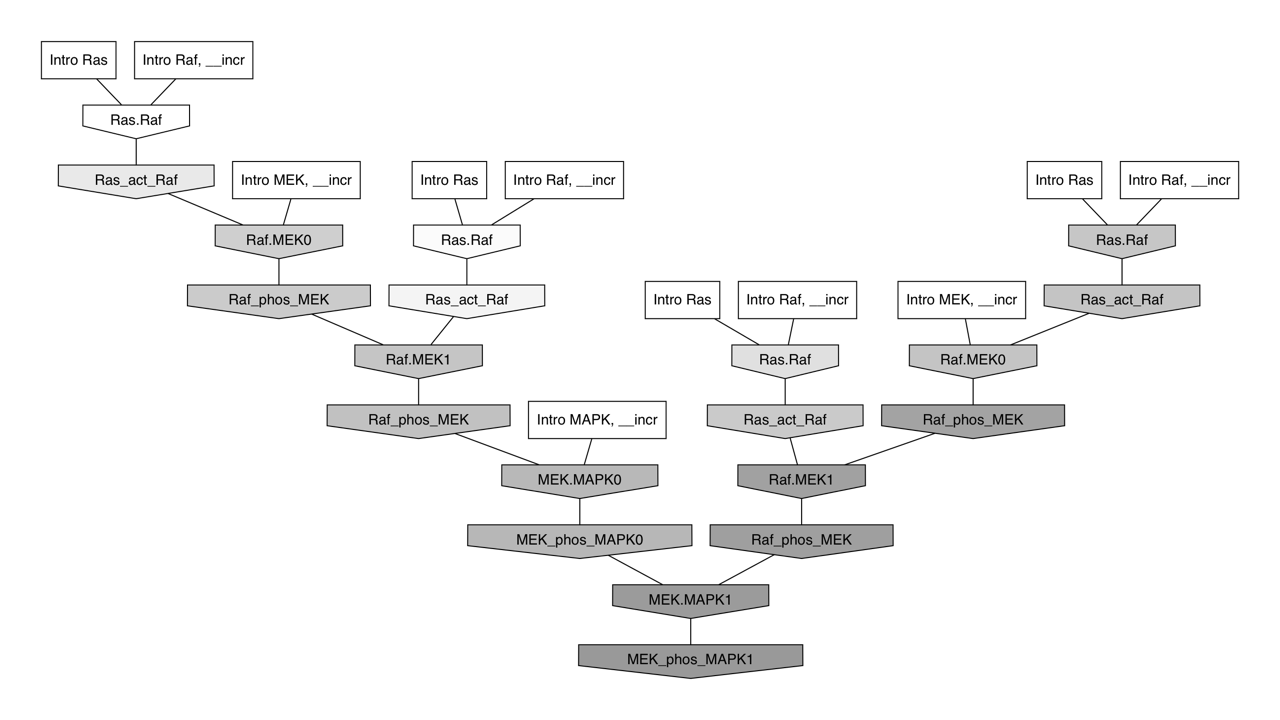 Intro Ras
Intro Raf, __incr
Ras.Raf
Ras_act_Raf
Intro MEK, __incr
Intro Ras
Intro Raf, __incr
Intro Ras
Intro Raf, __incr
Raf.MEK0
Ras.Raf
Ras.Raf
Raf_phos_MEK
Ras_act_Raf
Intro Ras
Intro Raf, __incr
Intro MEK, __incr
Ras_act_Raf
Raf.MEK1
Ras.Raf
Raf.MEK0
Raf_phos_MEK
Intro MAPK, __incr
Ras_act_Raf
Raf_phos_MEK
MEK.MAPK0
Raf.MEK1
MEK_phos_MAPK0
Raf_phos_MEK
MEK.MAPK1
MEK_phos_MAPK1